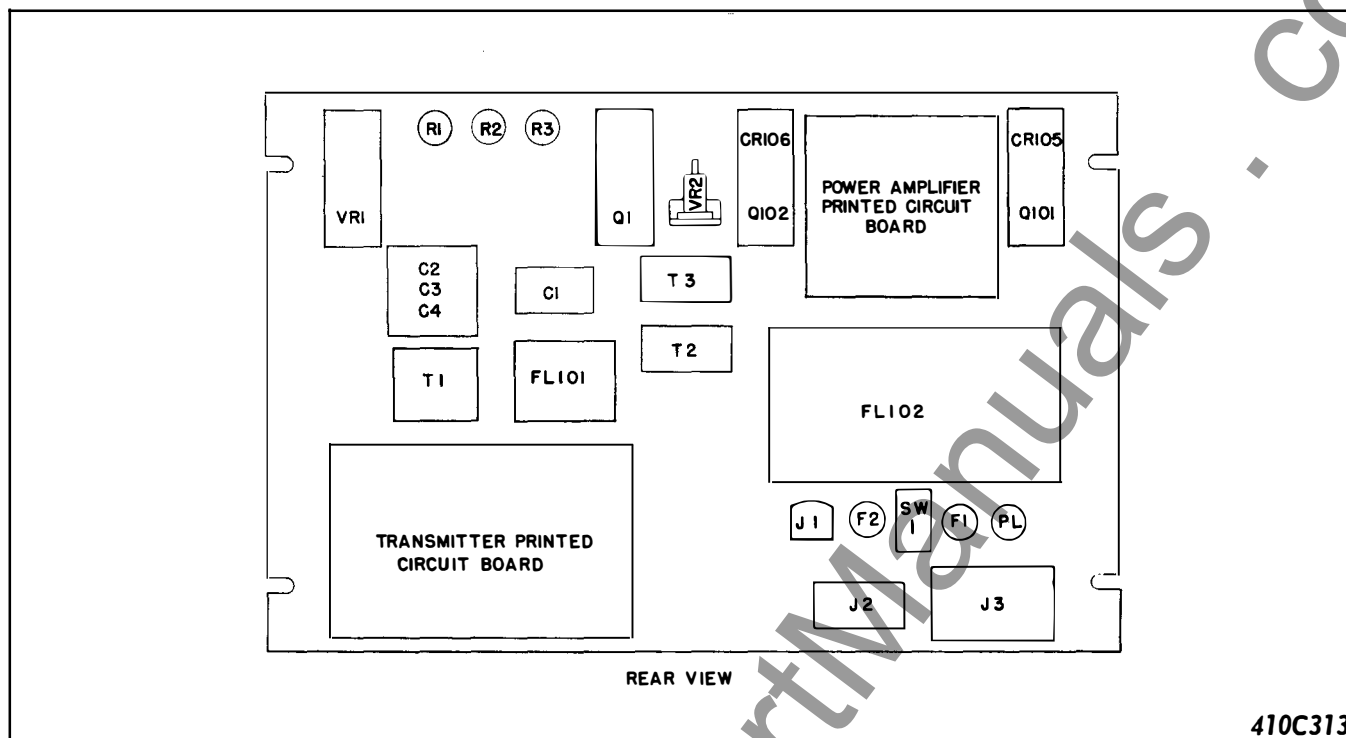 R1 R2 R3
VR1
Q1
VR2
CR106
Q102
POWER AMPLIFIER
PRINTED CIRCUIT
BOARD
CR105
Q101
C2
C3
C4
C1
T3
T2
T1
FL101
FL102
TRANSMITTER PRINTED
CIRCUIT BOARD
J1 F2 SW
1 F1 PL
J2 J3
REAR VIEW
410C313
rtManuals . co